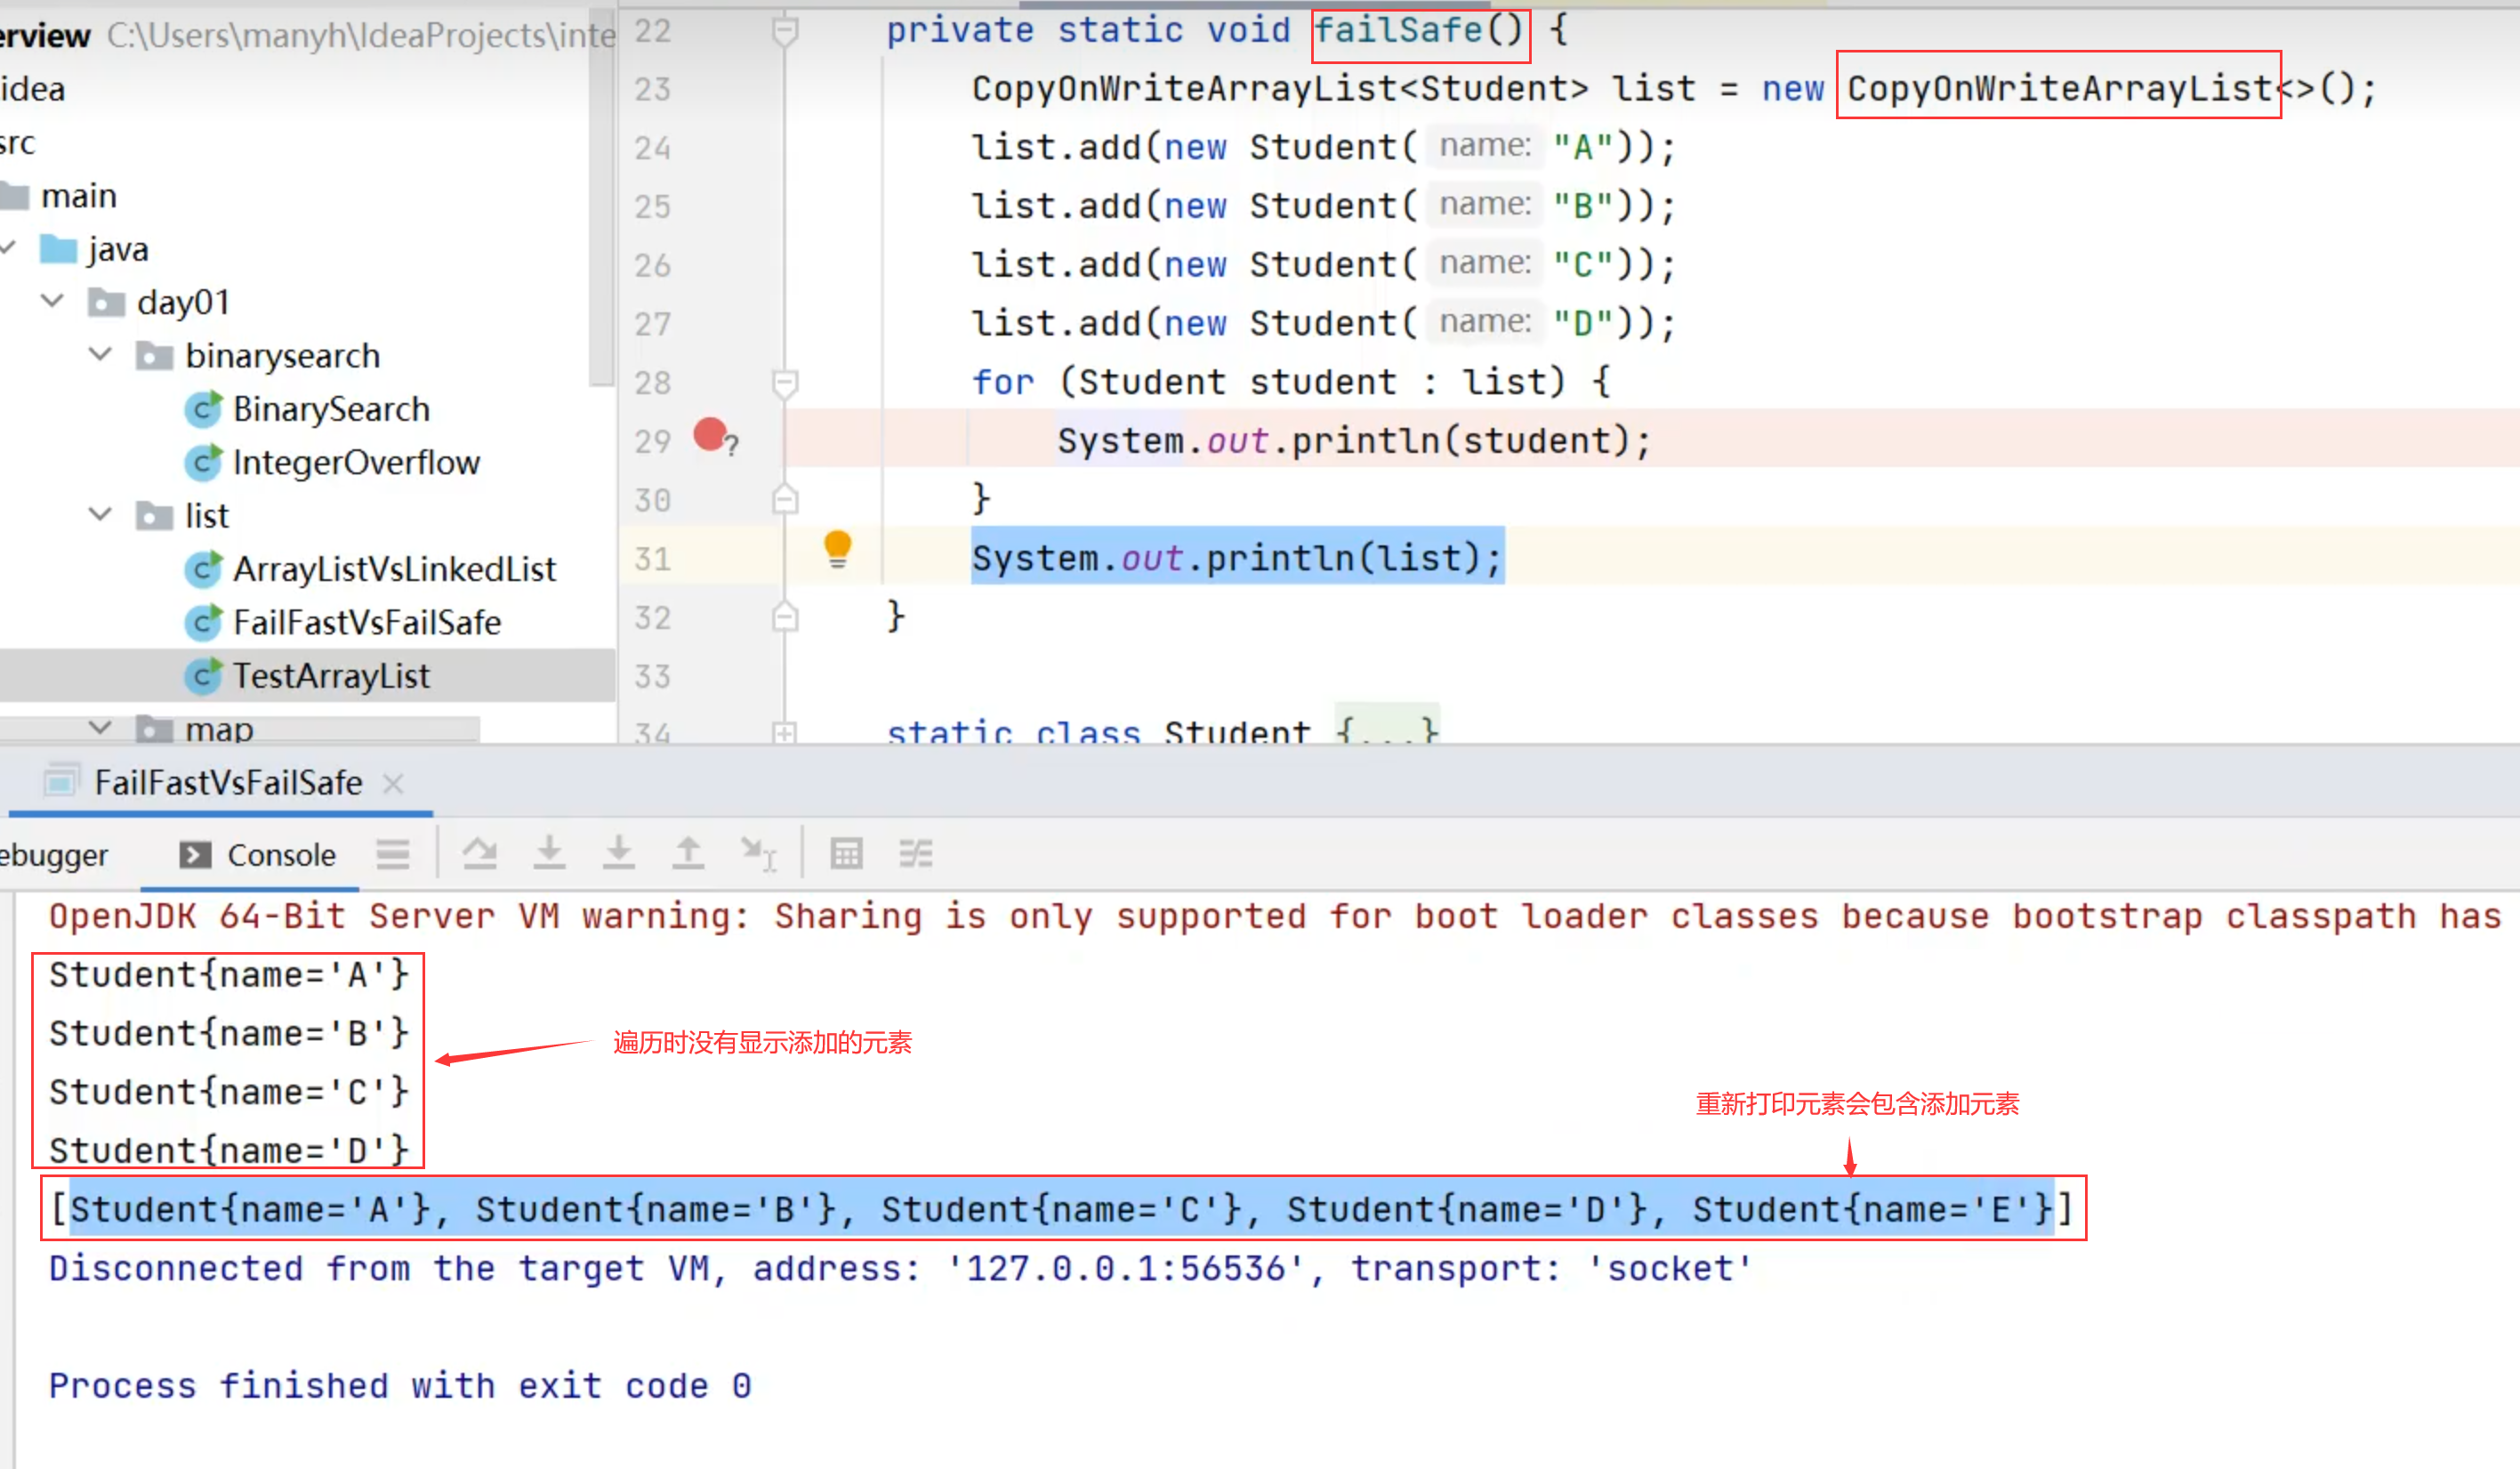 erview C:\Users\manyh\IdeaProjects\inte
idea
src
main
java
day01
binarysearch
BinarySearch
IntegerOverflow
list
ArrayListVsLinkedList
FailFastVsFailSafe
TestArrayList
map
22 private static void failSafe() {
23 CopyOnWriteArrayList<Student> list = new CopyOnWriteArrayList<>();
24 list.add(new Student( name: "A"));
25 list.add(new Student( name: "B"));
26 list.add(new Student( name: "C"));
27 list.add(new Student( name: "D"));
28 for (Student student : list) {
29 System.out.println(student);
30 }
31 System.out.println(list);
32 }
33
34 static class Student {...}
FailFastVsFailSafe
ebugger Console
OpenJDK 64-Bit Server VM warning: Sharing is only supported for boot loader classes because bootstrap classpath has
Student{name='A'}
Student{name='B'}
遍历时没有显示添加的元素
Student{name='C'}
重新打印元素会包含添加元素
Student{name='D'}
[Student{name='A'}, Student{name='B'}, Student{name='C'}, Student{name='D'}, Student{name='E'}]
Disconnected from the target VM, address: '127.0.0.1:56536', transport: 'socket'
Process finished with exit code 0